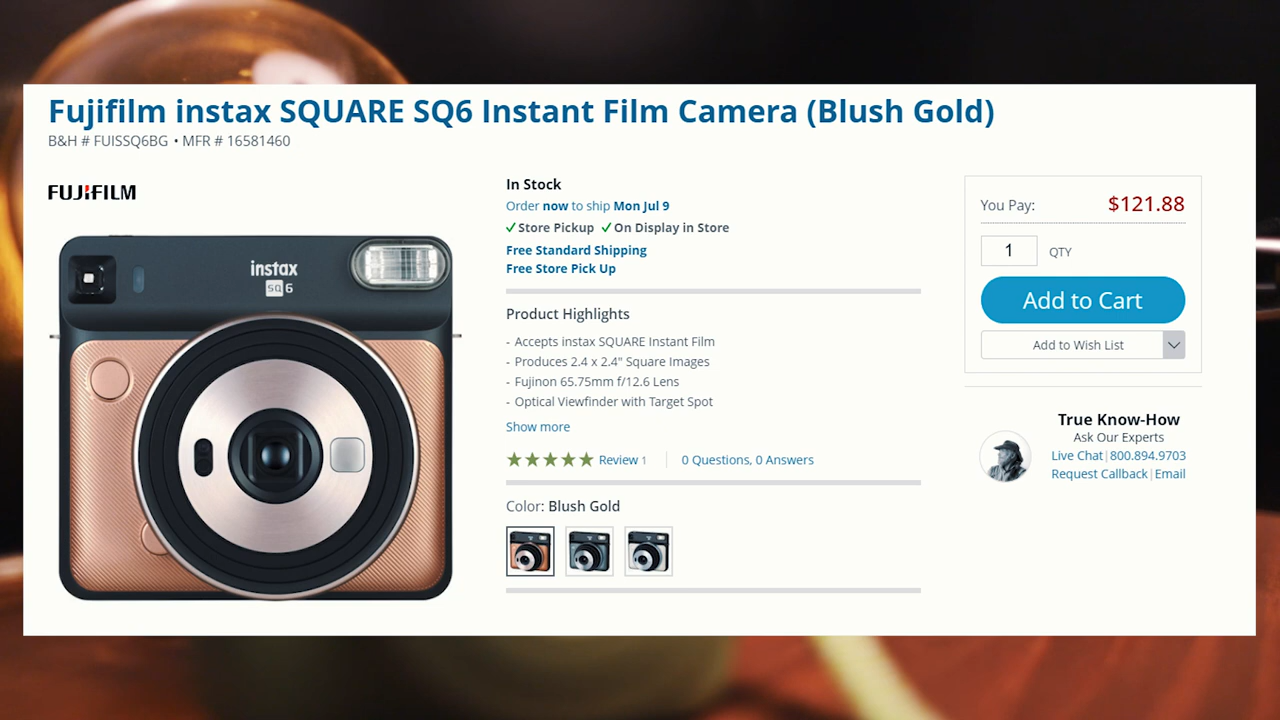 Fujifilm instax SQUARE SQ6 Instant Film Camera (Blush Gold)
B&H # FUISSQ6BG • MFR # 16581460
FUJIFILM
instax
SQ 6
In Stock
Order now to ship Mon Jul 9
✓ Store Pickup ✓ On Display in Store
Free Standard Shipping
Free Store Pick Up
Product Highlights
- Accepts instax SQUARE Instant Film
- Produces 2.4 x 2.4" Square Images
- Fujinon 65.75mm f/12.6 Lens
- Optical Viewfinder with Target Spot
Show more
★★★★★ Review 1 | 0 Questions, 0 Answers
Color: Blush Gold
You Pay: $121.88
1 QTY
Add to Cart
Add to Wish List
True Know-How
Ask Our Experts
Live Chat | 800.894.9703
Request Callback | Email